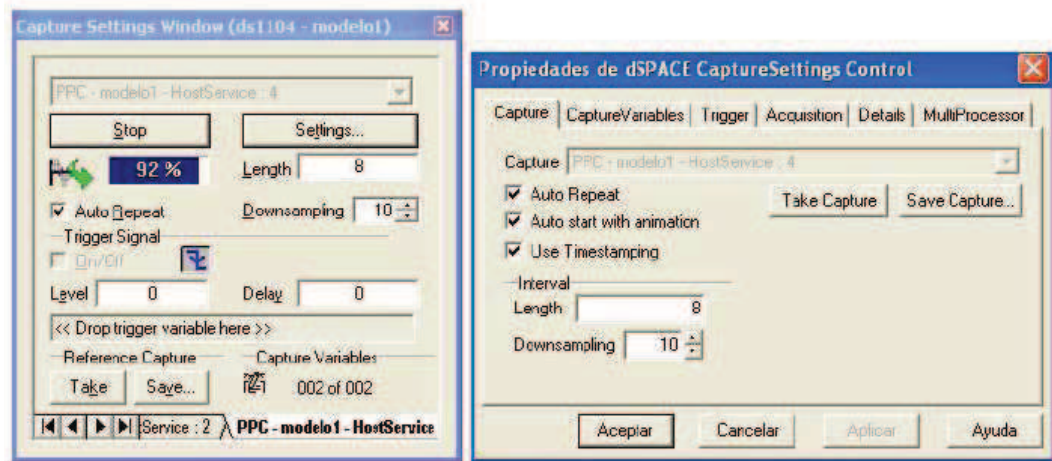 Capture Settings Window (ds1104 - modelo1)
PPC - modelo1 - HostService : 4
Stop
Settings...
92 %
Length 8
Auto Repeat
Downsampling 10
Trigger Signal
On/Off
Level 0
Delay 0
<< Drop trigger variable here >>
Reference Capture
Capture Variables
Take
Save...
002 of 002
Service : 2
PPC - modelo1 - HostService
Propiedades de dSPACE CaptureSettings Control
Capture
CaptureVariables
Trigger
Acquisition
Details
MultiProcessor
Capture PPC - modelo1 - HostService : 4
Auto Repeat
Take Capture
Save Capture...
Auto start with animation
Use Timestamping
Interval
Length 8
Downsampling 10
Aceptar
Cancelar
Aplicar
Ayuda